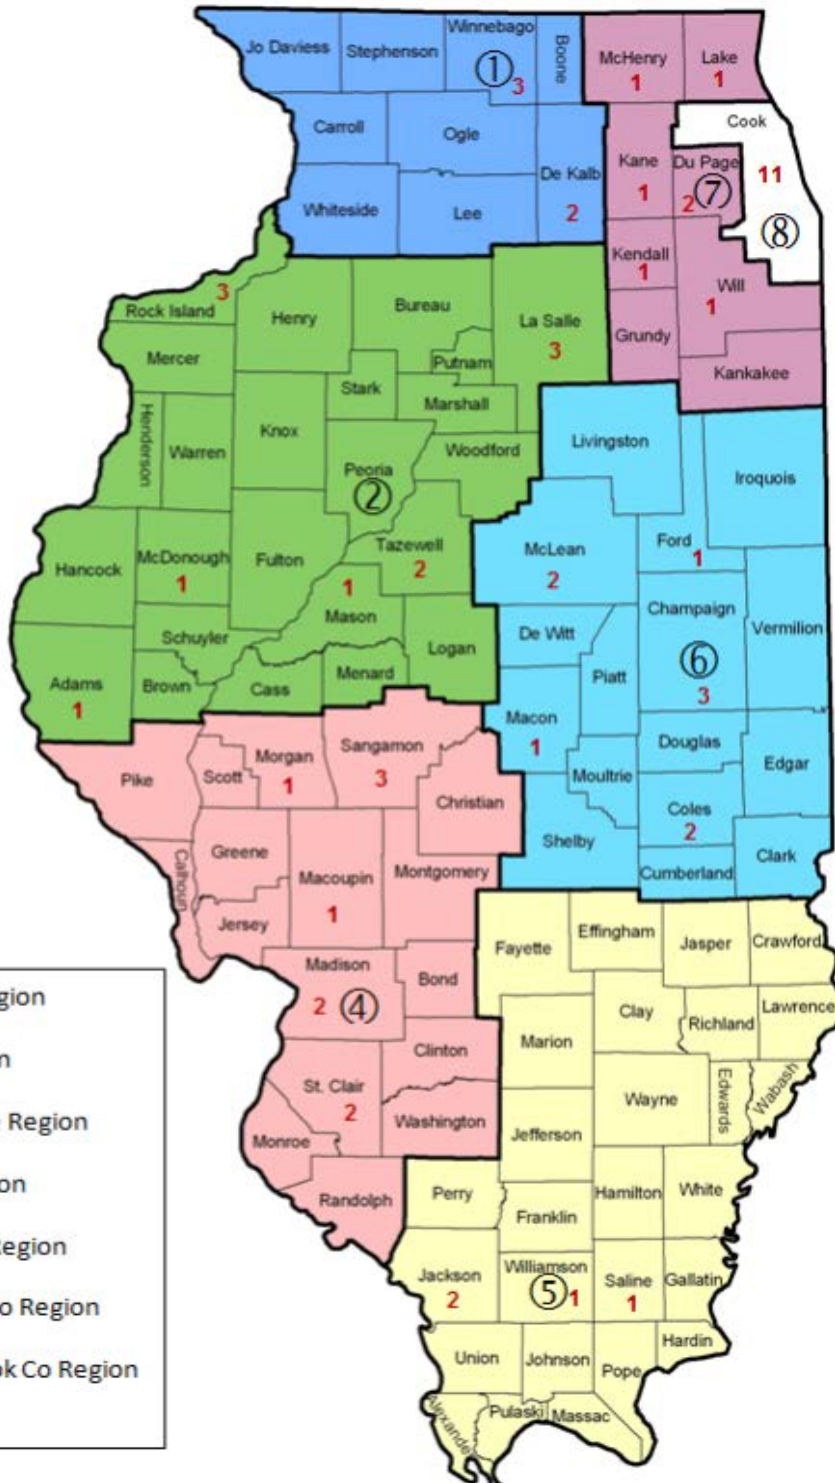 Jo Daviess
Stephenson
Winnebago
①
3
Boone
McHenry
1
Lake
1
Carroll
Ogle
De Kalb
2
Whiteside
Lee
Cook
11
⑧
Kane
1
Du Page
⑦
2
Kendall
1
Will
1
Grundy
Kankakee
3
Rock Island
Henry
Bureau
La Salle
3
Mercer
Putnam
Stark
Marshall
Henderson
Warren
Knox
Peoria
②
Woodford
Livingston
Iroquois
Hancock
McDonough
1
Fulton
Tazewell
2
McLean
2
Ford
1
1
Mason
Schuyler
Logan
De Witt
Champaign
⑥
3
Vermilion
Adams
1
Brown
Cass
Menard
Piatt
Macon
1
Douglas
Edgar
Pike
Scott
Morgan
1
Sangamon
3
Christian
Moultrie
Coles
2
Shelby
Cumberland
Clark
Calhoun
Greene
Macoupin
1
Montgomery
Jersey
Madison
2
④
Bond
Fayette
Effingham
Jasper
Crawford
Clinton
Marion
Clay
Richland
Lawrence
St. Clair
2
Washington
Wayne
Edwards
Wabash
Monroe
Jefferson
Randolph
Perry
Hamilton
White
Franklin
Jackson
2
Williamson
⑤
1
Saline
1
Gallatin
Union
Johnson
Pope
Hardin
Alexander
Pulaski
Massac
Region
Region
on
Region
Co Region
Co Region